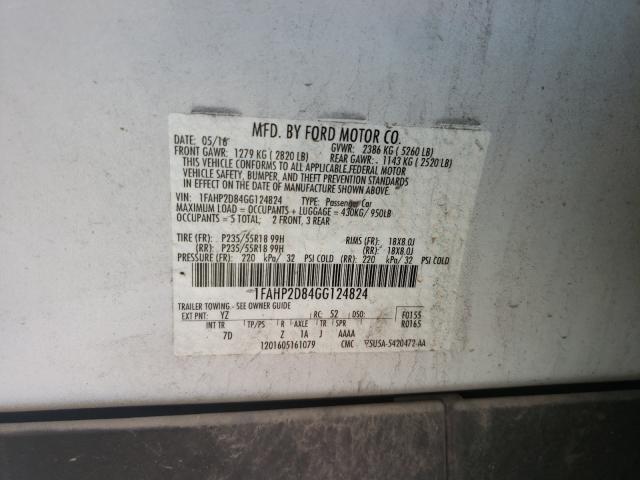 MFD. BY FORD MOTOR CO.
DATE: 05/16 GVWR: 2386 KG ( 5260 LB)
FRONT GAWR: 1279 KG ( 2820 LB) REAR GAWR: 1143 KG ( 2520 LB)
THIS VEHICLE CONFORMS TO ALL APPLICABLE FEDERAL MOTOR
VEHICLE SAFETY, BUMPER, AND THEFT PREVENTION STANDARDS
IN EFFECT ON THE DATE OF MANUFACTURE SHOWN ABOVE.
VIN: 1FAHP2D84GG124824 TYPE: Passenger Car
MAXIMUM LOAD = OCCUPANTS + LUGGAGE = 430KG/ 950LB
OCCUPANTS = 5 TOTAL, 2 FRONT, 3 REAR
TIRE (FR): P235/55R18 99H RIMS (FR): 18X8.0J
(RR): P235/55R18 99H (RR): 18X8.0J
PRESSURE (FR): 220 kPa/ 32 PSI COLD (RR): 220 kPa/ 32 PSI COLD
1FAHP2D84GG124824
TRAILER TOWING - SEE OWNER GUIDE
EXT PNT: YZ RC: 52 DSO: F0155
R0165
INT TR TP/PS R AXLE TR S
7D Z 1A J AAAA
1201605161079 CMC 5U5A-5420472-AA